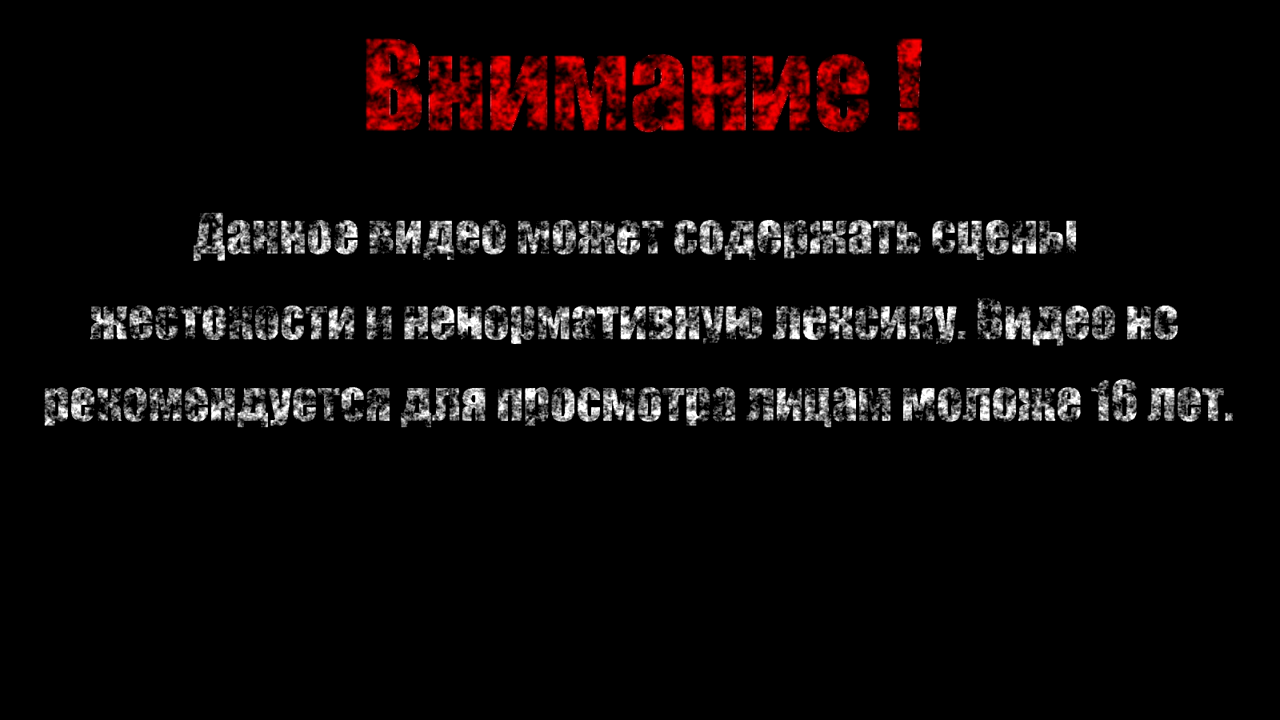 Внимание !
Данное видео может содержать сцены
жестокости и ненормативную лексику. Видео не
рекомендуется для просмотра лицам моложе 16 лет.